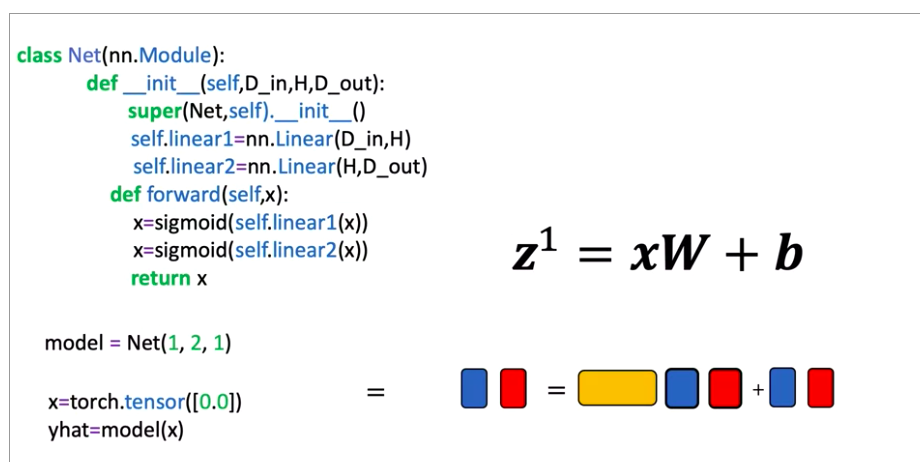 class Net(nn.Module):
def __init__(self,D_in,H,D_out):
super(Net,self).__init__()
self.linear1=nn.Linear(D_in,H)
self.linear2=nn.Linear(H,D_out)
def forward(self,x):
x=sigmoid(self.linear1(x))
x=sigmoid(self.linear2(x))
return x
z¹ = xW + b
model = Net(1, 2, 1)
x=torch.tensor([0.0])
yhat=model(x)
= = +